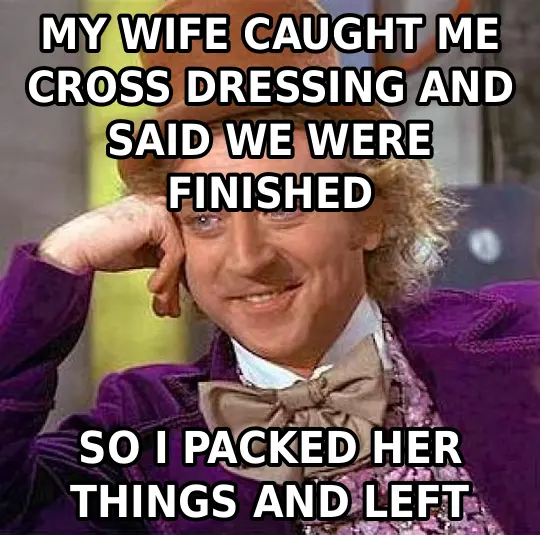 MY WIFE CAUGHT ME
CROSS DRESSING AND
SAID WE WERE
FINISHED
SO I PACKED HER
THINGS AND LEFT